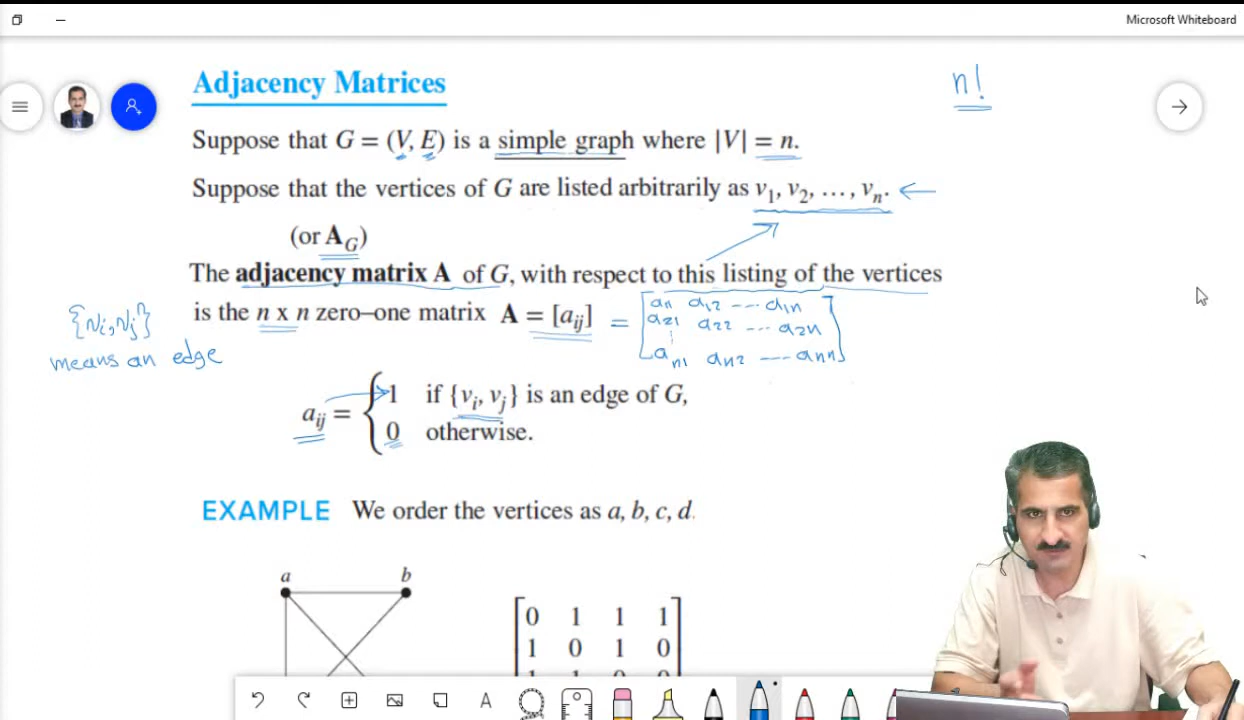 Microsoft Whiteboard
Adjacency Matrices
n!
Suppose that G = (V, E) is a simple graph where |V| = n.
Suppose that the vertices of G are listed arbitrarily as v₁, v₂, …, vₙ. ←
(or A_G)
The adjacency matrix A of G, with respect to this listing of the vertices
is the n x n zero-one matrix A = [aᵢⱼ] = [a₁₁ a₁₂ --- a₁ₙ
a₂₁ a₂₂ --- a₂ₙ
⋮
aₙ₁ aₙ₂ --- aₙₙ]
{vᵢ, vⱼ}
means an edge
aᵢⱼ = { 1 if {vᵢ, vⱼ} is an edge of G,
0 otherwise.
EXAMPLE We order the vertices as a, b, c, d.
a b
0 1 1 1
1 0 1 0
A